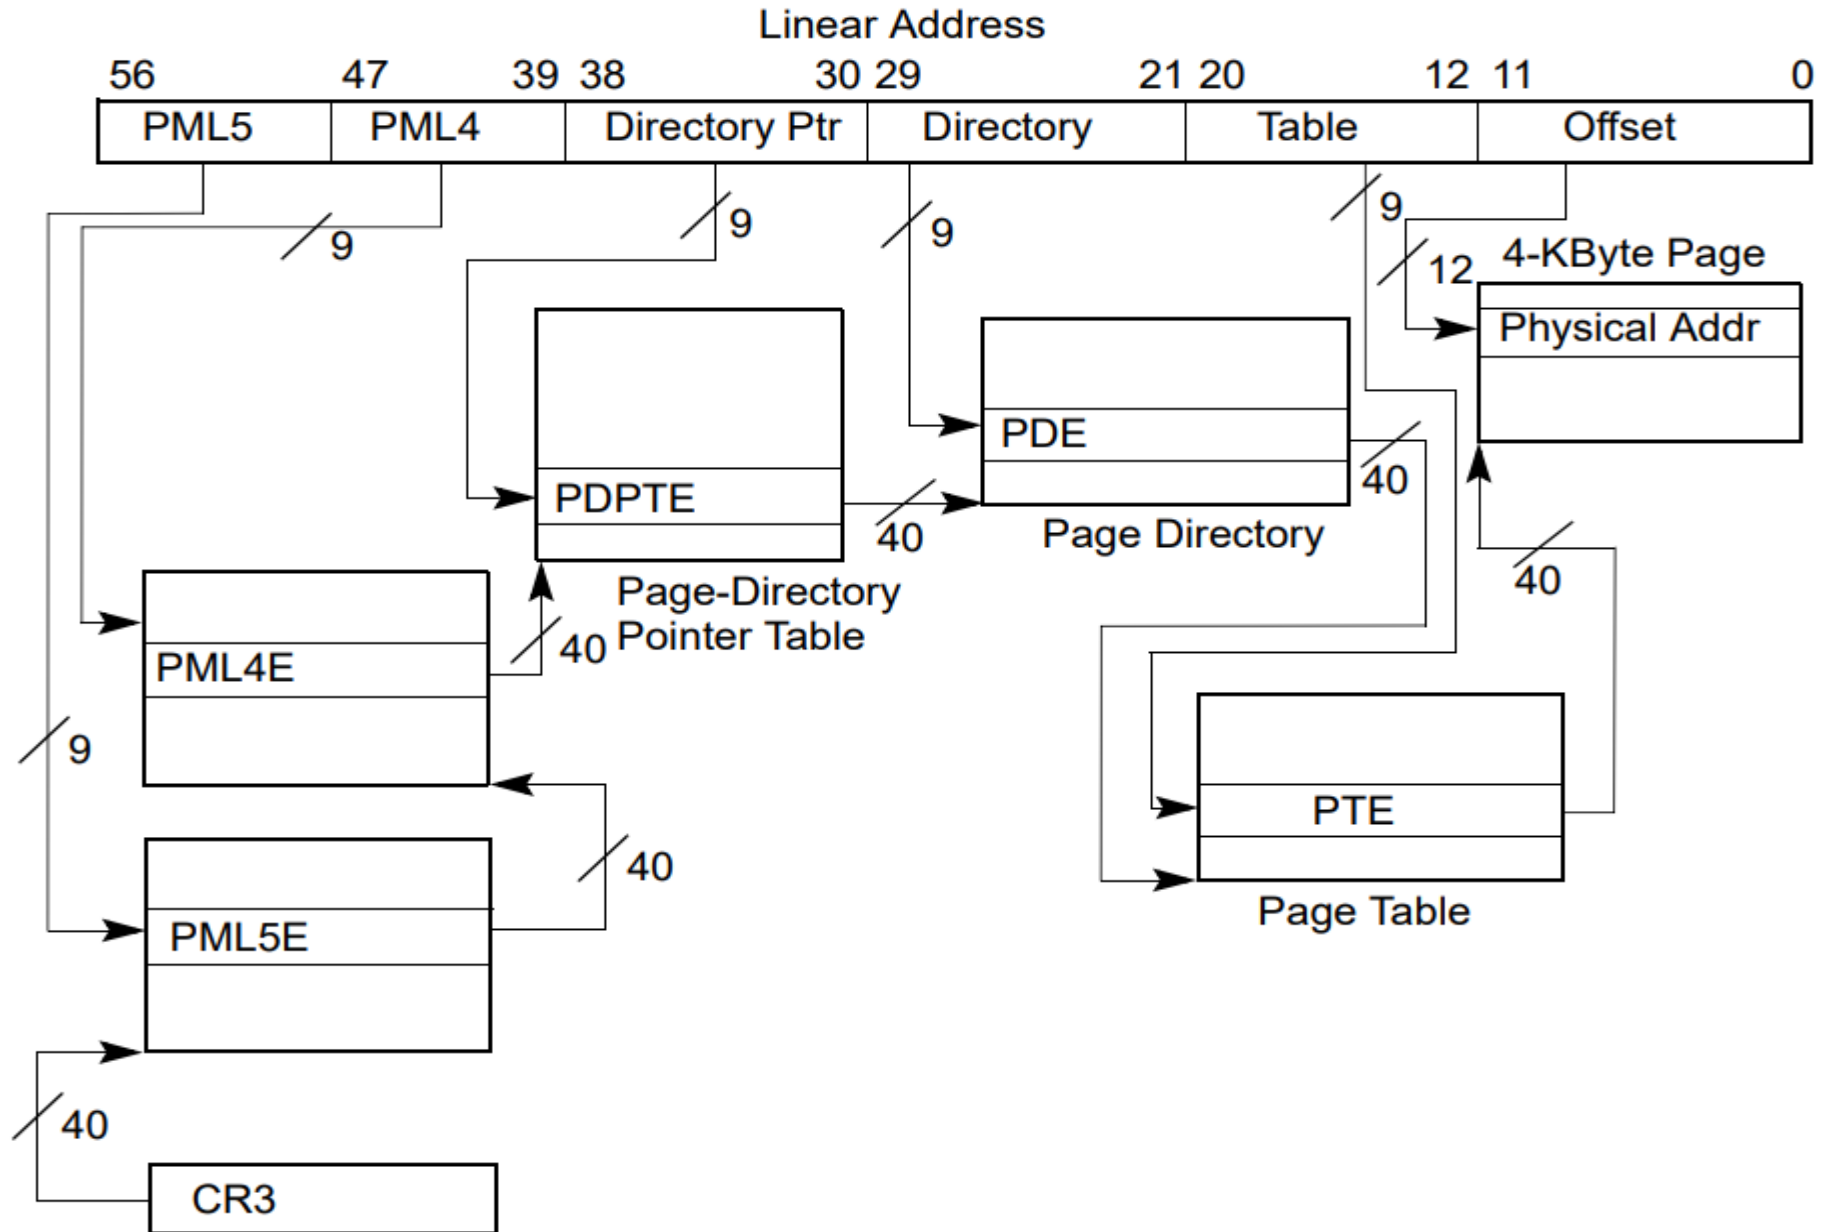 Linear Address
56 47 39 38 30 29 21 20 12 11 0
PML5 PML4 Directory Ptr Directory Table Offset
9
9
9
9
12
4-KByte Page
Physical Addr
PDE
40
PDPTE
40
Page Directory
40
Page-Directory
Pointer Table
40
PML4E
9
PTE
40
Page Table
PML5E
40
CR3